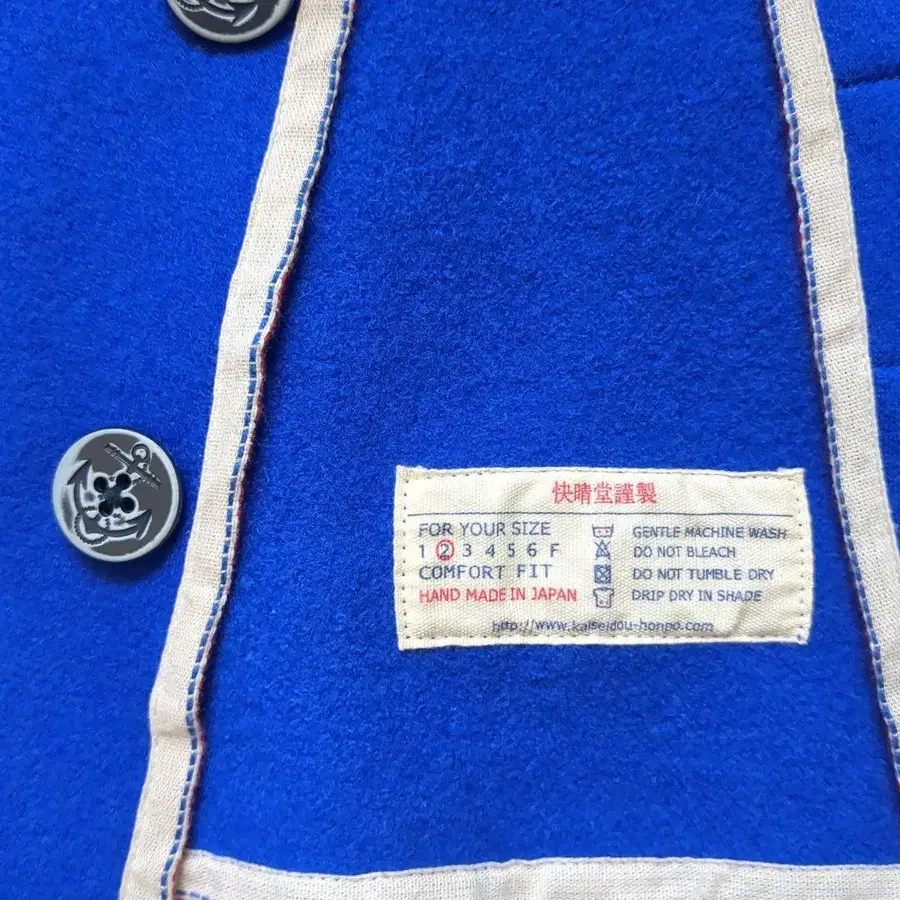 快晴堂謹製
FOR YOUR SIZE
1 2 3 4 5 6 F
COMFORT FIT
HAND MADE IN JAPAN
GENTLE MACHINE WASH
DO NOT BLEACH
DO NOT TUMBLE DRY
DRIP DRY IN SHADE
http://www.kaiseidou-honpo.com